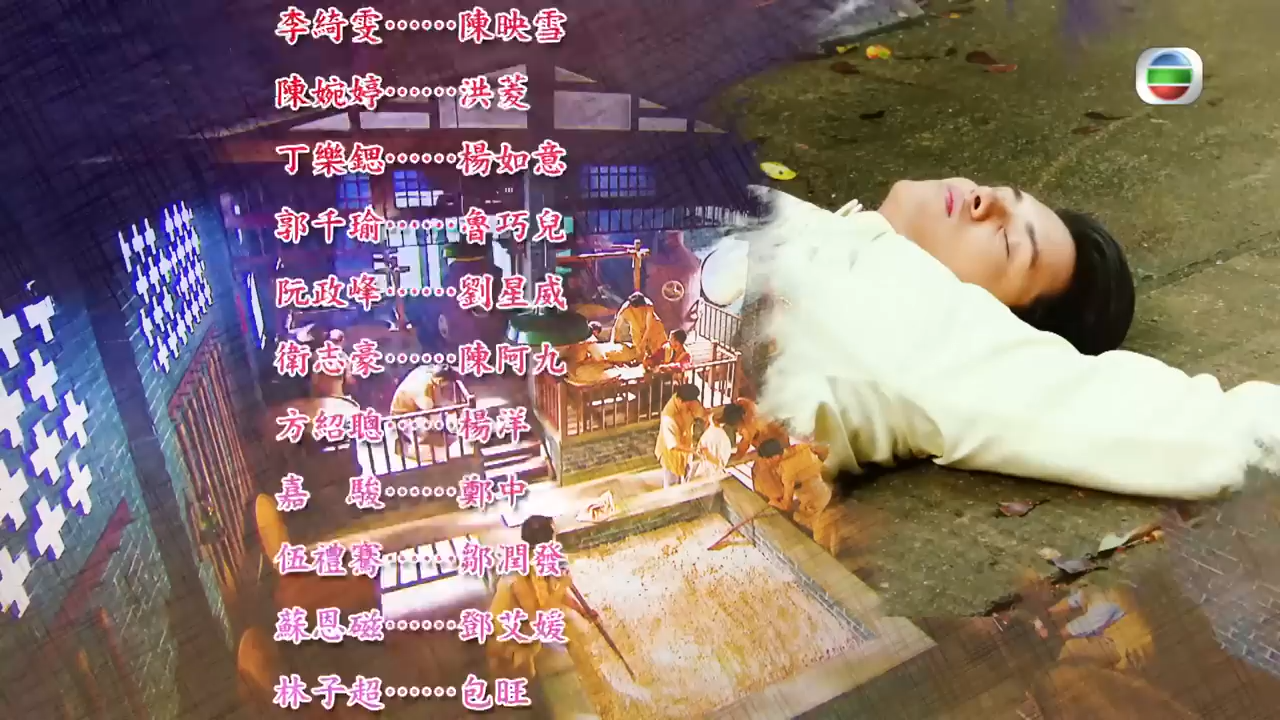 李綺雯⋯⋯陳映雪
陳婉婷⋯⋯洪菱
丁樂鍶⋯⋯楊如意
郭千瑜⋯⋯魯巧兒
阮政峰⋯⋯劉星威
衛志豪⋯⋯陳阿九
方紹聰⋯⋯楊洋
嘉　駿⋯⋯鄭中
伍禮騫⋯⋯鄒潤發
蘇恩磁⋯⋯鄧艾媛
林子超⋯⋯包旺